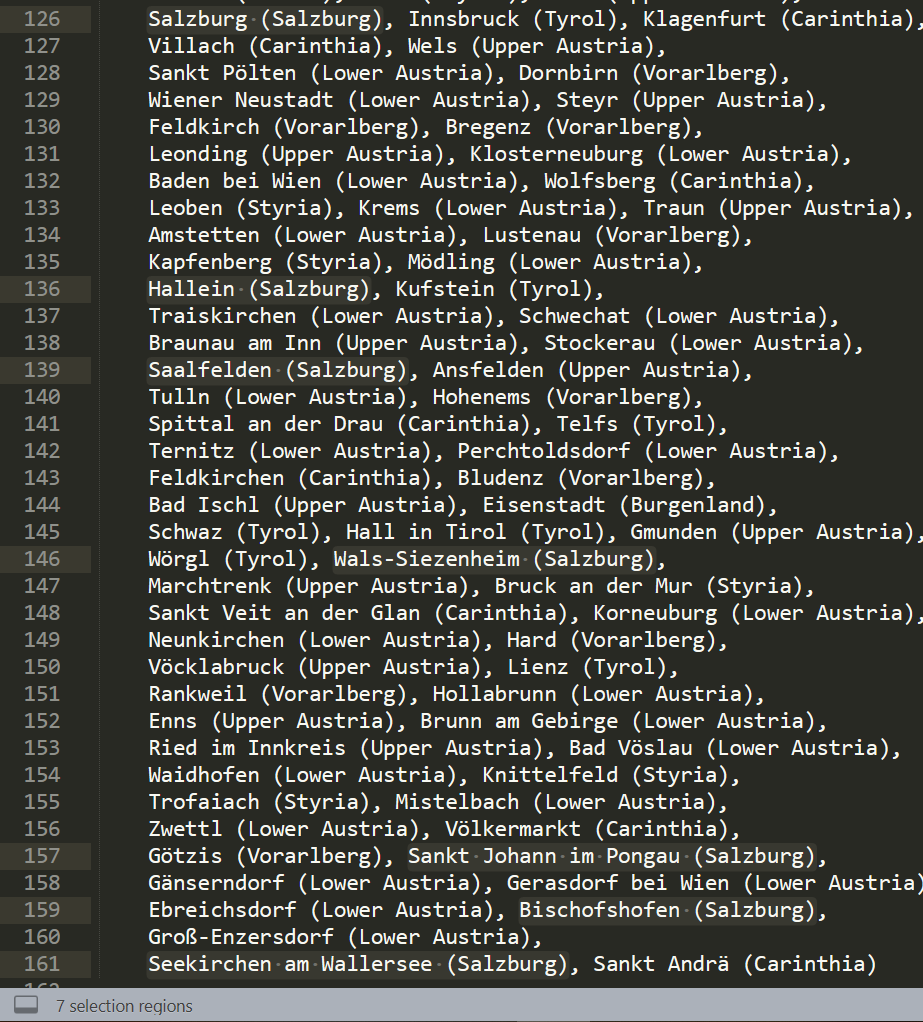 126 Salzburg (Salzburg), Innsbruck (Tyrol), Klagenfurt (Carinthia),
127 Villach (Carinthia), Wels (Upper Austria),
128 Sankt Pölten (Lower Austria), Dornbirn (Vorarlberg),
129 Wiener Neustadt (Lower Austria), Steyr (Upper Austria),
130 Feldkirch (Vorarlberg), Bregenz (Vorarlberg),
131 Leonding (Upper Austria), Klosterneuburg (Lower Austria),
132 Baden bei Wien (Lower Austria), Wolfsberg (Carinthia),
133 Leoben (Styria), Krems (Lower Austria), Traun (Upper Austria),
134 Amstetten (Lower Austria), Lustenau (Vorarlberg),
135 Kapfenberg (Styria), Mödling (Lower Austria),
136 Hallein (Salzburg), Kufstein (Tyrol),
137 Traiskirchen (Lower Austria), Schwechat (Lower Austria),
138 Braunau am Inn (Upper Austria), Stockerau (Lower Austria),
139 Saalfelden (Salzburg), Ansfelden (Upper Austria),
140 Tulln (Lower Austria), Hohenems (Vorarlberg),
141 Spittal an der Drau (Carinthia), Telfs (Tyrol),
142 Ternitz (Lower Austria), Perchtoldsdorf (Lower Austria),
143 Feldkirchen (Carinthia), Bludenz (Vorarlberg),
144 Bad Ischl (Upper Austria), Eisenstadt (Burgenland),
145 Schwaz (Tyrol), Hall in Tirol (Tyrol), Gmunden (Upper Austria),
146 Wörgl (Tyrol), Wals-Siezenheim (Salzburg),
147 Marchtrenk (Upper Austria), Bruck an der Mur (Styria),
148 Sankt Veit an der Glan (Carinthia), Korneuburg (Lower Austria),
149 Neunkirchen (Lower Austria), Hard (Vorarlberg),
150 Vöcklabruck (Upper Austria), Lienz (Tyrol),
151 Rankweil (Vorarlberg), Hollabrunn (Lower Austria),
152 Enns (Upper Austria), Brunn am Gebirge (Lower Austria),
153 Ried im Innkreis (Upper Austria), Bad Vöslau (Lower Austria),
154 Waidhofen (Lower Austria), Knittelfeld (Styria),
155 Trofaiach (Styria), Mistelbach (Lower Austria),
156 Zwettl (Lower Austria), Völkermarkt (Carinthia),
157 Götzis (Vorarlberg), Sankt Johann im Pongau (Salzburg),
158 Gänserndorf (Lower Austria), Gerasdorf bei Wien (Lower Austria)
159 Ebreichsdorf (Lower Austria), Bischofshofen (Salzburg),
160 Groß-Enzersdorf (Lower Austria),
161 Seekirchen am Wallersee (Salzburg), Sankt Andrä (Carinthia)
7 selection regions